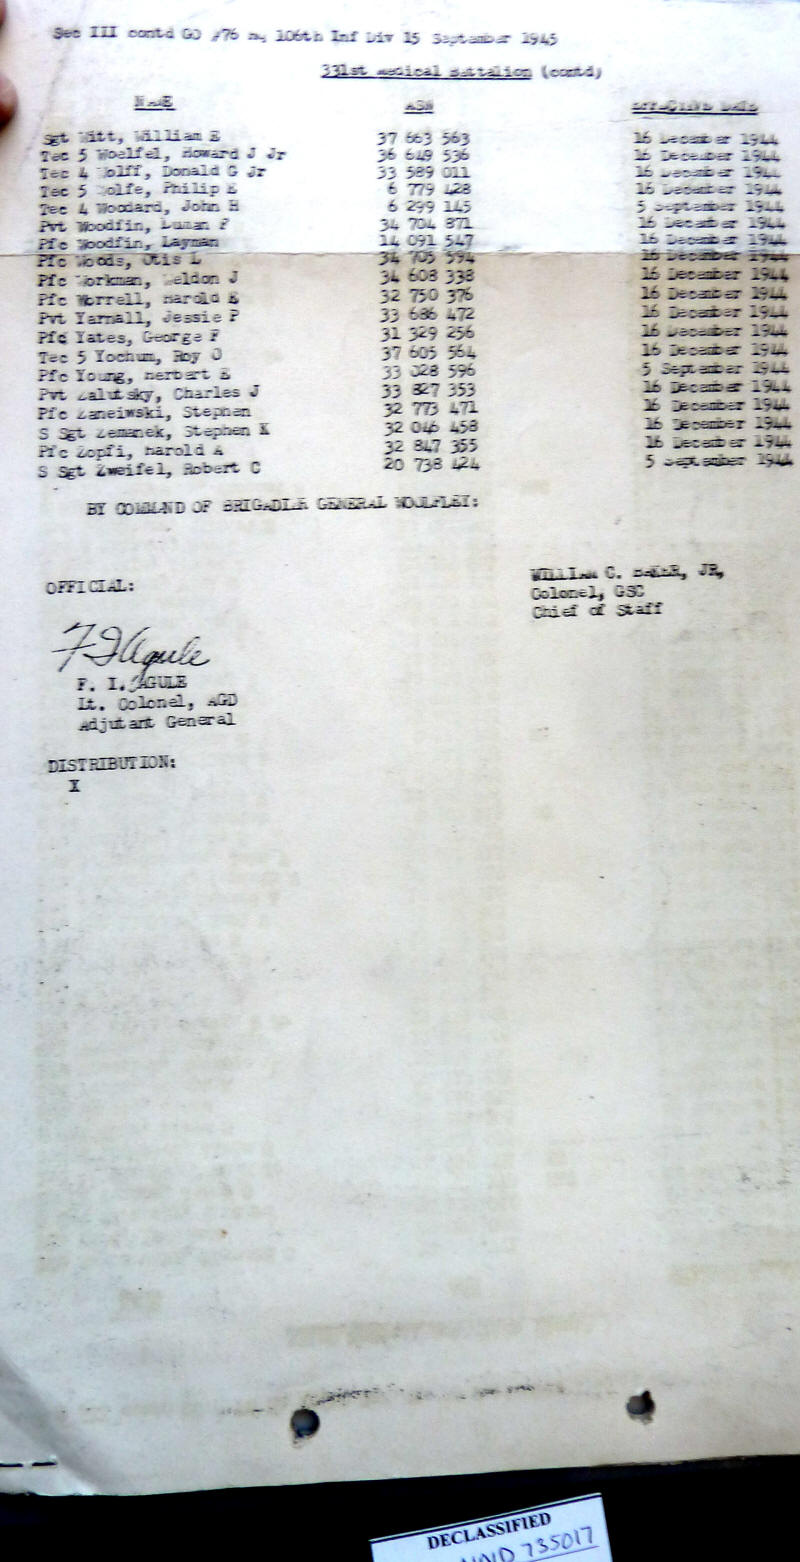 Sec III contd GO #76 Hq 106th Inf Div 15 September 1945
331st Medical Battalion (contd)
NAME ASN EFFECTIVE DATE
Sgt Witt, William E 37 663 563 16 December 1944
Tec 5 Woelfel, Howard J Jr 36 649 536 16 December 1944
Tec 4 Wolff, Donald G Jr 33 589 011 16 December 1944
Tec 5 Wolfe, Philip E 6 779 428 16 December 1944
Tec 4 Woodard, John H 6 299 145 5 September 1944
Pvt Woodfin, Luman P 34 704 871 16 December 1944
Pfc Woodfin, Layman 14 091 547 16 December 1944
Pfc Woods, Otis L 34 705 594 16 December 1944
Pfc Workman, Weldon J 34 608 338 16 December 1944
Pfc Worrell, Harold E 32 750 376 16 December 1944
Pvt Yarnall, Jessie P 33 686 472 16 December 1944
Pfc Yates, George F 31 329 256 16 December 1944
Tec 5 Yochum, Roy O 37 605 564 16 December 1944
Pfc Young, Herbert E 33 028 596 5 September 1944
Pvt Zalutsky, Charles J 33 827 353 16 December 1944
Pfc Zaneiwski, Stephen 32 773 471 16 December 1944
S Sgt Zemanek, Stephen K 32 046 458 16 December 1944
Pfc Zopfi, Harold A 32 847 355 16 December 1944
S Sgt Zweifel, Robert C 20 738 424 5 September 1944
BY COMMAND OF BRIGADIER GENERAL WOOLFLEY:
WILLIAM C. BAKER, JR,
Colonel, GSC
Chief of Staff
OFFICIAL:
F I Agule
F. I. AGULE
Lt. Colonel, AGD
Adjutant General
DISTRIBUTION:
X
DECLASSIFIED
NND 735017